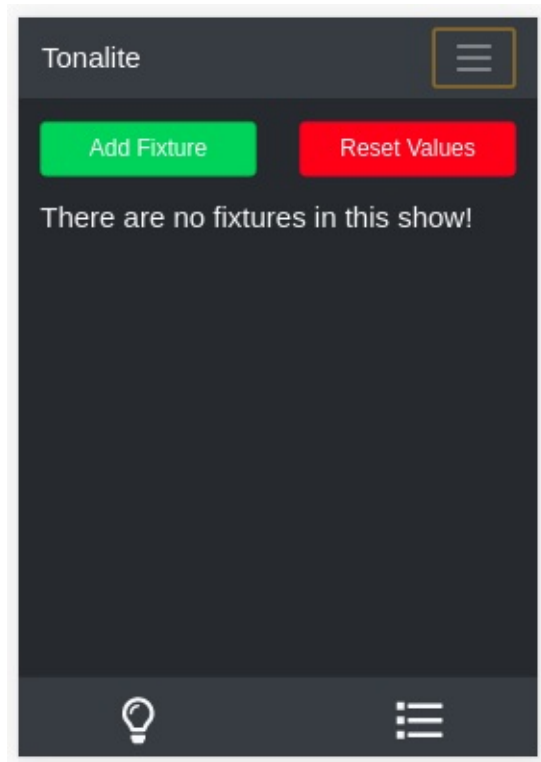 Tonalite
Add Fixture Reset Values
There are no fixtures in this show!